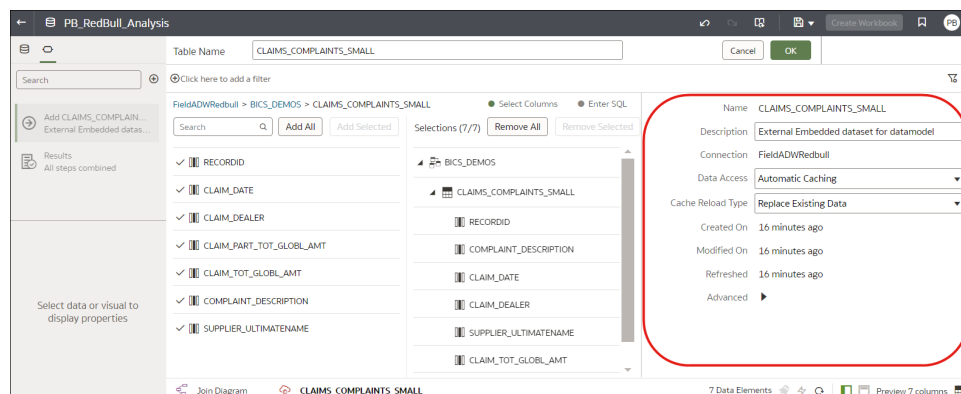 PB_RedBull_Analysis
Create Workbook
PB
Table Name
CLAIMS_COMPLAINTS_SMALL
Cancel
OK
Search
Click here to add a filter
Add CLAIMS_COMPLAIN...
External Embedded datas...
Results
All steps combined
Select data or visual to
display properties
FieldADWRedbull > BICS_DEMOS > CLAIMS_COMPLAINTS_SMALL
Select Columns
Enter SQL
Search
Add All
Add Selected
Selections (7/7)
Remove All
Remove Selected
RECORDID
CLAIM_DATE
CLAIM_DEALER
CLAIM_PART_TOT_GLOBL_AMT
CLAIM_TOT_GLOBL_AMT
COMPLAINT_DESCRIPTION
SUPPLIER_ULTIMATENAME
BICS_DEMOS
CLAIMS_COMPLAINTS_SMALL
RECORDID
COMPLAINT_DESCRIPTION
CLAIM_DATE
CLAIM_DEALER
SUPPLIER_ULTIMATENAME
CLAIM_TOT_GLOBL_AMT
Name CLAIMS_COMPLAINTS_SMALL
Description External Embedded dataset for datamodel
Connection FieldADWRedbull
Data Access Automatic Caching
Cache Reload Type Replace Existing Data
Created On 16 minutes ago
Modified On 16 minutes ago
Refreshed 16 minutes ago
Advanced
Join Diagram
CLAIMS_COMPLAINTS_SMALL
7 Data Elements
Preview 7 columns